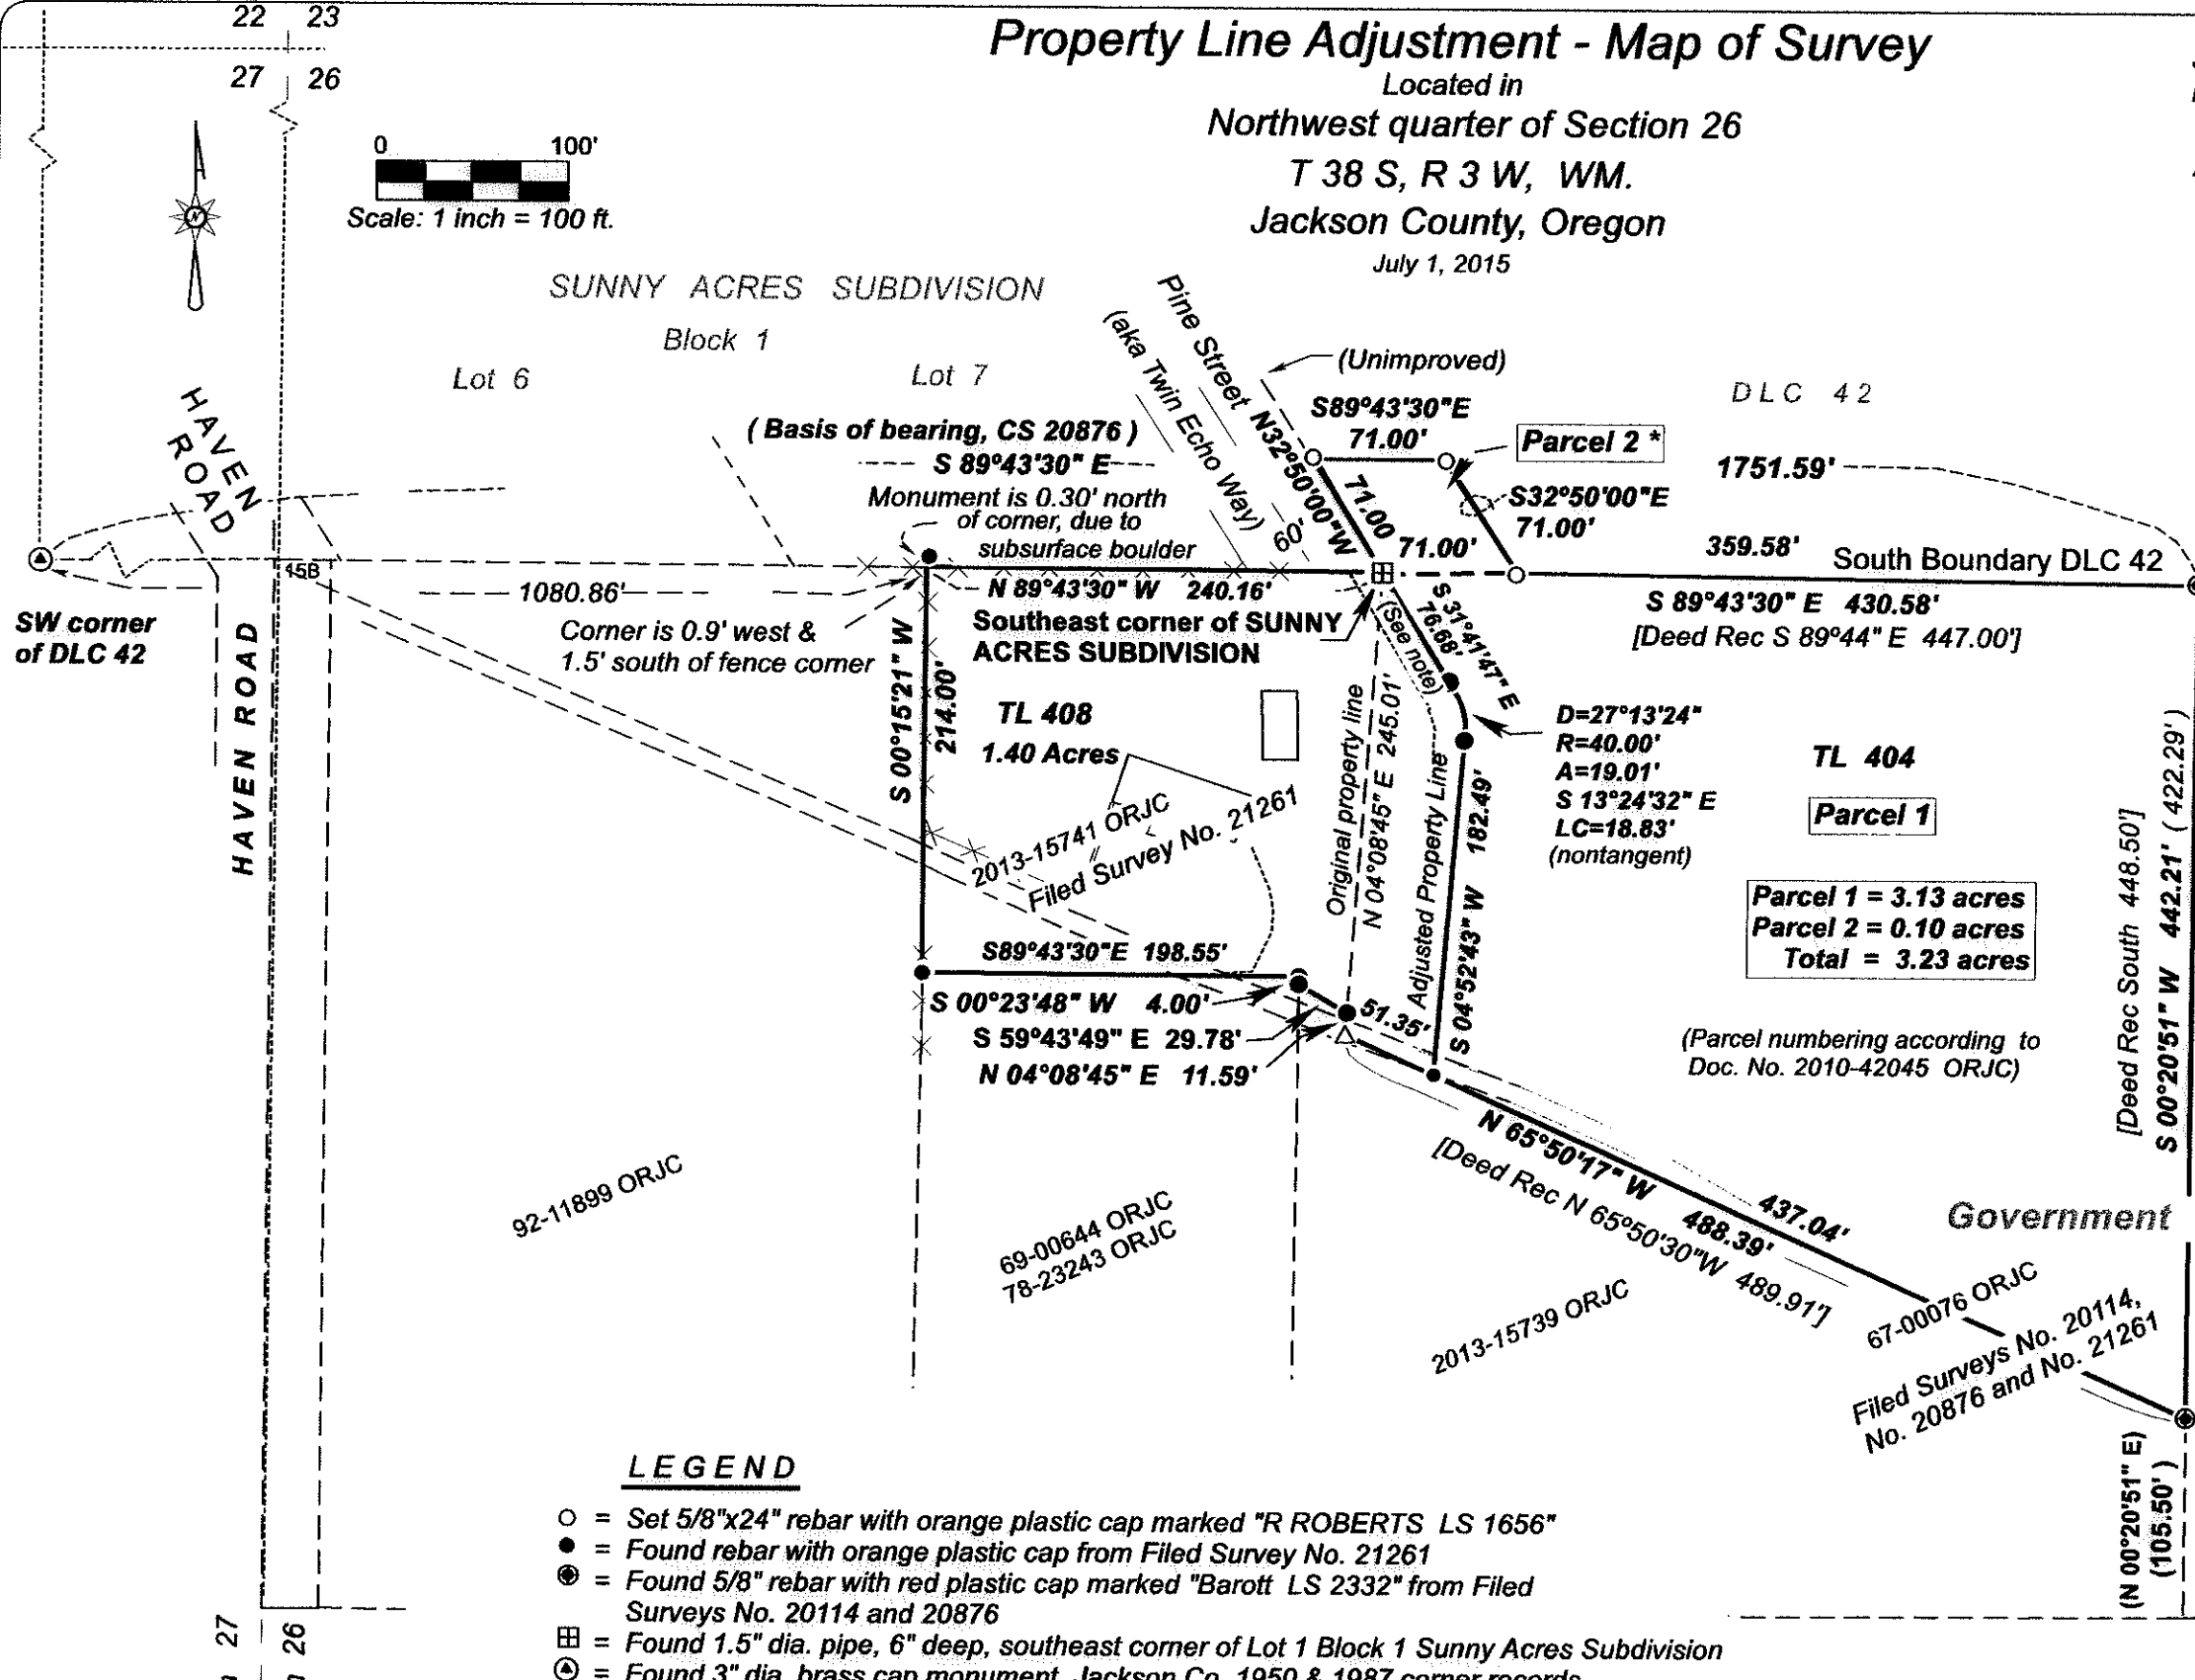 22 23
27 26
Property Line Adjustment - Map of Survey
Located in
Northwest quarter of Section 26
T 38 S, R 3 W, WM.
Jackson County, Oregon
July 1, 2015
0 100'
Scale: 1 inch = 100 ft.
N
SUNNY ACRES SUBDIVISION
Block 1
Lot 6
Lot 7
HAVEN
ROAD
Pine Street
(aka Twin Echo Way)
60'
(Unimproved)
N32°50'00"W
71.00
S89°43'30"E
71.00'
Parcel 2 *
DLC 42
1751.59'
S32°50'00"E
71.00'
( Basis of bearing, CS 20876 )
S 89°43'30" E
Monument is 0.30' north
of corner, due to
subsurface boulder
71.00'
359.58'
South Boundary DLC 42
45B
1080.86'
N 89°43'30" W 240.16'
S 89°43'30" E 430.58'
[Deed Rec S 89°44" E 447.00']
SW corner
of DLC 42
Corner is 0.9' west &
1.5' south of fence corner
Southeast corner of SUNNY
ACRES SUBDIVISION
S 31°41'47" E
76.68'
(See note)
HAVEN ROAD
S 00°15'21" W
214.00'
TL 408
1.40 Acres
2013-15741 ORJC
Filed Survey No. 21261
Original property line
N 04°08'45" E 245.01'
Adjusted Property Line
S 04°52'43" W 182.49'
D=27°13'24"
R=40.00'
A=19.01'
S 13°24'32" E
LC=18.83'
(nontangent)
TL 404
Parcel 1
Parcel 1 = 3.13 acres
Parcel 2 = 0.10 acres
Total = 3.23 acres
[Deed Rec South 448.50']
S 00°20'51" W 442.21' ( 422.29' )
S89°43'30"E 198.55'
S 00°23'48" W 4.00'
S 59°43'49" E 29.78'
N 04°08'45" E 11.59'
51.35'
(Parcel numbering according to
Doc. No. 2010-42045 ORJC)
N 65°50'17" W 488.39'
437.04'
[Deed Rec N 65°50'30"W 489.91']
Government
92-11899 ORJC
69-00644 ORJC
78-23243 ORJC
2013-15739 ORJC
67-00076 ORJC
Filed Surveys No. 20114,
No. 20876 and No. 21261
(N 00°20'51" E)
(105.50' )
LEGEND
= Set 5/8"x24" rebar with orange plastic cap marked "R ROBERTS LS 1656"
= Found rebar with orange plastic cap from Filed Survey No. 21261
= Found 5/8" rebar with red plastic cap marked "Barott LS 2332" from Filed
Surveys No. 20114 and 20876
= Found 1.5" dia. pipe, 6" deep, southeast corner of Lot 1 Block 1 Sunny Acres Subdivision
= Found 3" dia. brass cap monument, Jackson Co. 1950 & 1987 corner records
27 26